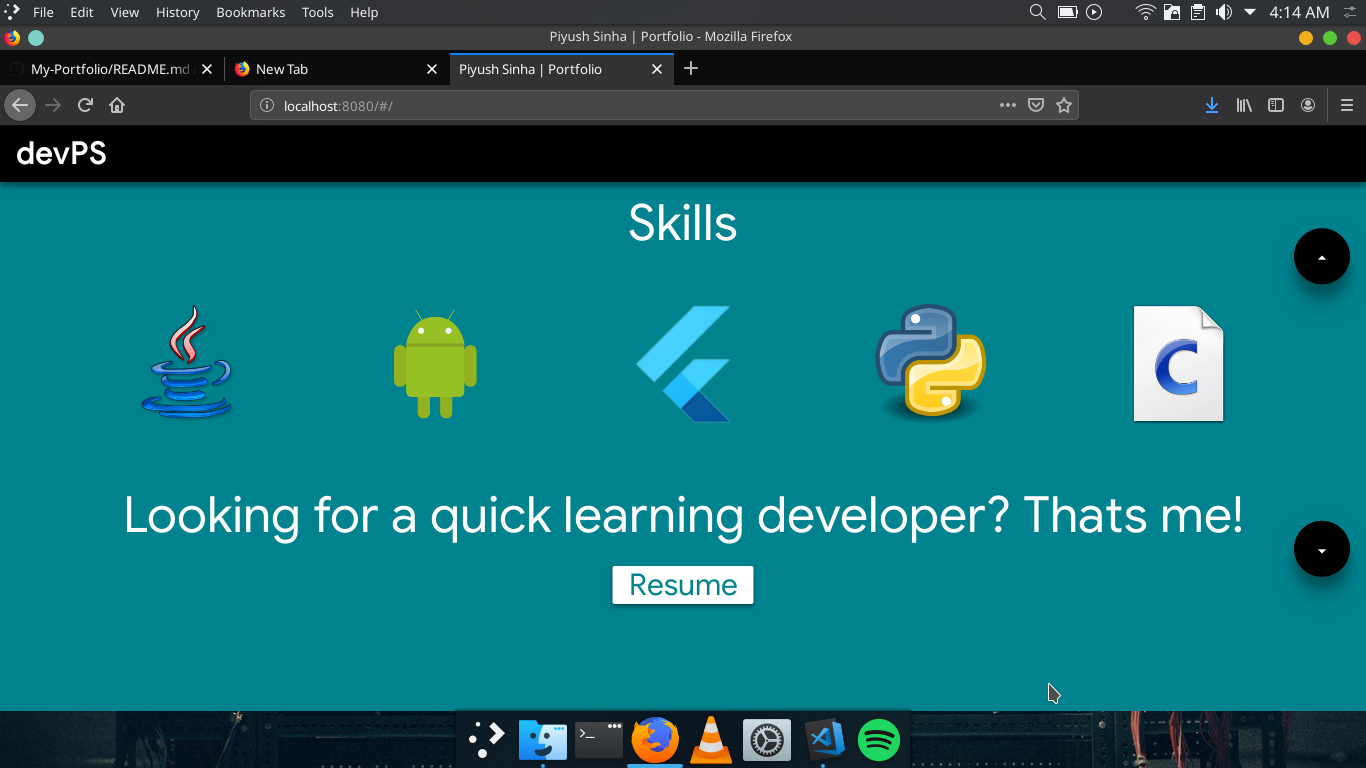 File Edit View History Bookmarks Tools Help 4:14 AM
Piyush Sinha | Portfolio - Mozilla Firefox
My-Portfolio/README.md New Tab Piyush Sinha | Portfolio
localhost:8080/#/
devPS
Skills
C
Looking for a quick learning developer? Thats me!
Resume